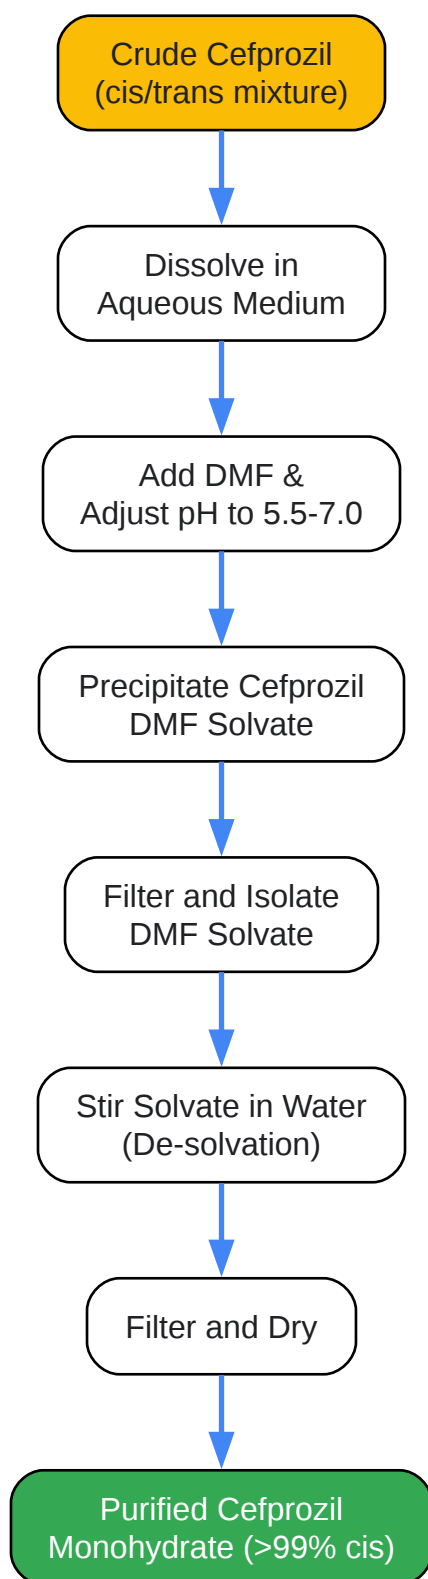 Crude Cefprozil
(cis/trans mixture)
Dissolve in
Aqueous Medium
Add DMF &
Adjust pH to 5.5-7.0
Precipitate Cefprozil
DMF Solvate
Filter and Isolate
DMF Solvate
Stir Solvate in Water
(De-solvation)
Filter and Dry
Purified Cefprozil
Monohydrate (>99% cis)